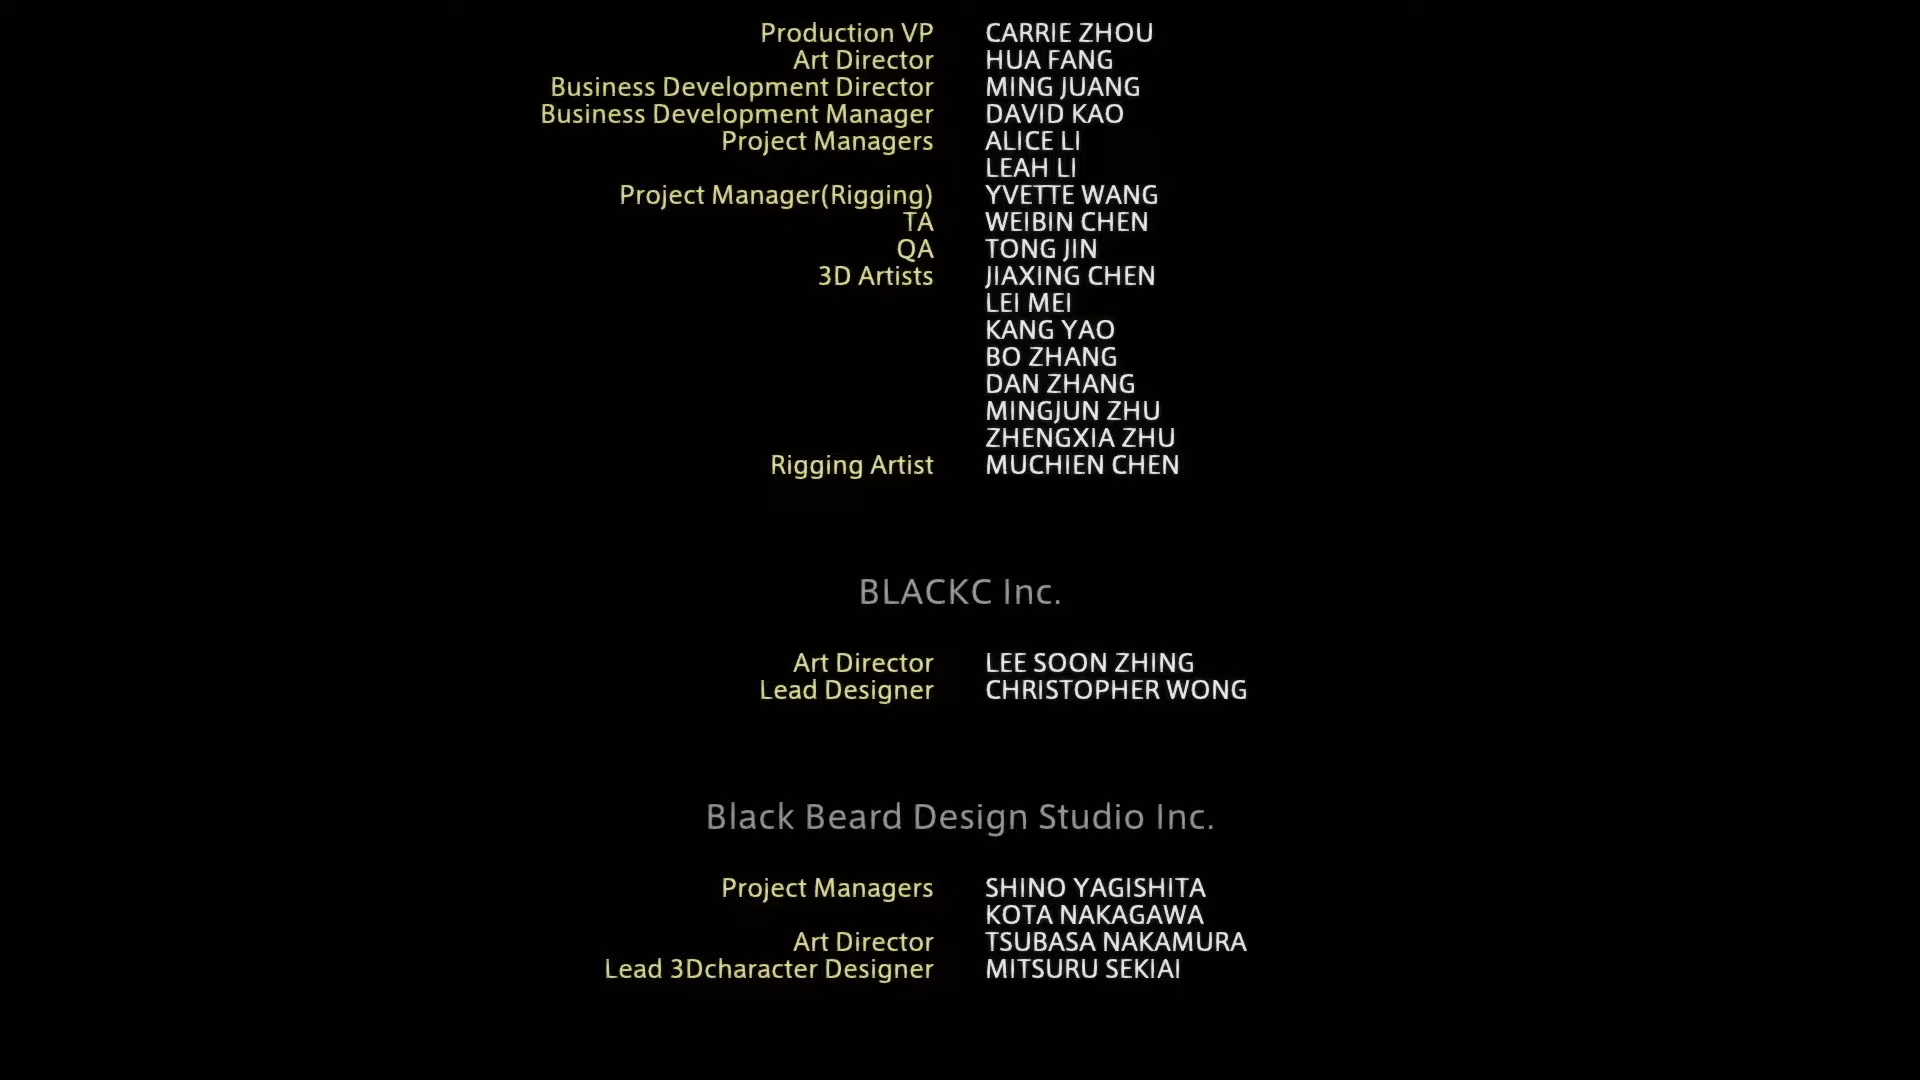 Production VP CARRIE ZHOU
Art Director HUA FANG
Business Development Director MING JUANG
Business Development Manager DAVID KAO
Project Managers ALICE LI
LEAH LI
Project Manager(Rigging) YVETTE WANG
TA WEIBIN CHEN
QA TONG JIN
3D Artists JIAXING CHEN
LEI MEI
KANG YAO
BO ZHANG
DAN ZHANG
MINGJUN ZHU
ZHENGXIA ZHU
Rigging Artist MUCHIEN CHEN
BLACKC Inc.
Art Director LEE SOON ZHING
Lead Designer CHRISTOPHER WONG
Black Beard Design Studio Inc.
Project Managers SHINO YAGISHITA
KOTA NAKAGAWA
Art Director TSUBASA NAKAMURA
Lead 3Dcharacter Designer MITSURU SEKIAI